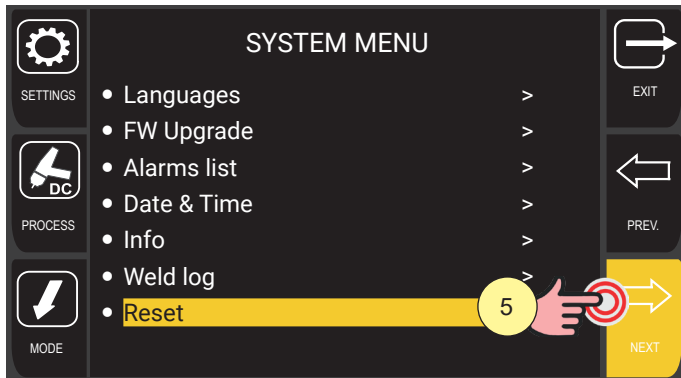 SYSTEM MENU
SETTINGS
EXIT
Languages >
FW Upgrade >
Alarms list >
DC
PROCESS
PREV.
Date & Time >
Info >
Weld log >
Reset
5
MODE
NEXT